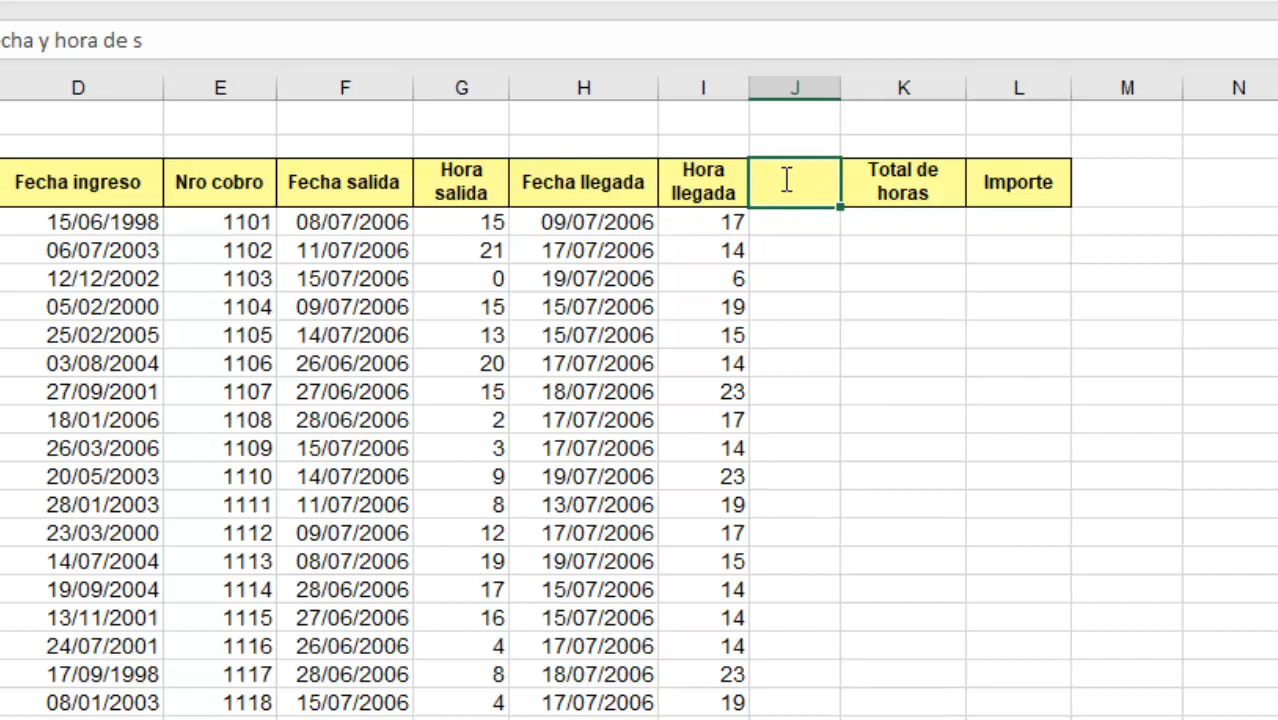 cha y hora de s
D E F G H I J K L M N
Fecha ingreso Nro cobro Fecha salida Hora salida Fecha llegada Hora llegada Total de horas Importe
15/06/1998 1101 08/07/2006 15 09/07/2006 17
06/07/2003 1102 11/07/2006 21 17/07/2006 14
12/12/2002 1103 15/07/2006 0 19/07/2006 6
05/02/2000 1104 09/07/2006 15 15/07/2006 19
25/02/2005 1105 14/07/2006 13 15/07/2006 15
03/08/2004 1106 26/06/2006 20 17/07/2006 14
27/09/2001 1107 27/06/2006 15 18/07/2006 23
18/01/2006 1108 28/06/2006 2 17/07/2006 17
26/03/2006 1109 15/07/2006 3 17/07/2006 14
20/05/2003 1110 14/07/2006 9 19/07/2006 23
28/01/2003 1111 11/07/2006 8 13/07/2006 19
23/03/2000 1112 09/07/2006 12 17/07/2006 17
14/07/2004 1113 08/07/2006 19 19/07/2006 15
19/09/2004 1114 28/06/2006 17 15/07/2006 14
13/11/2001 1115 27/06/2006 16 15/07/2006 14
24/07/2001 1116 26/06/2006 4 17/07/2006 14
17/09/1998 1117 28/06/2006 8 18/07/2006 23
08/01/2003 1118 15/07/2006 4 17/07/2006 19